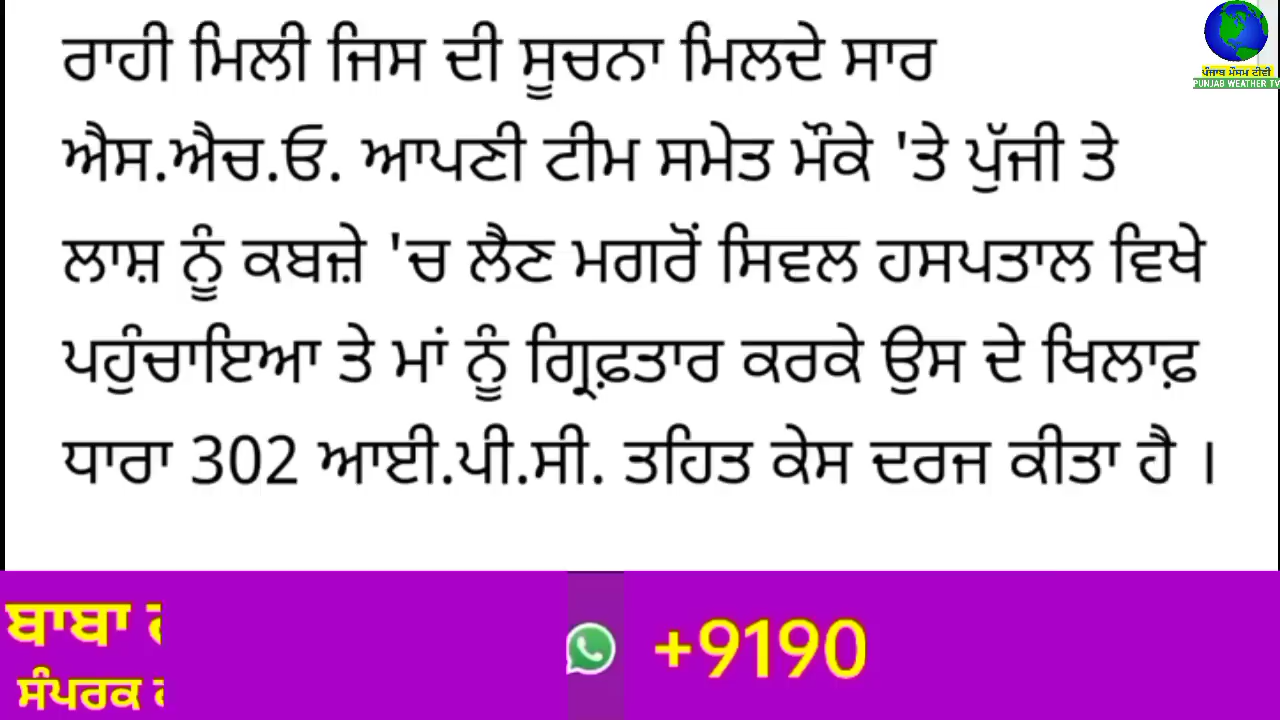 ਰਾਹੀ ਮਿਲੀ ਜਿਸ ਦੀ ਸੂਚਨਾ ਮਿਲਦੇ ਸਾਰ
ਐਸ.ਐਚ.ਓ. ਆਪਣੀ ਟੀਮ ਸਮੇਤ ਮੌਕੇ 'ਤੇ ਪੁੱਜੀ ਤੇ
ਲਾਸ਼ ਨੂੰ ਕਬਜ਼ੇ 'ਚ ਲੈਣ ਮਗਰੋਂ ਸਿਵਲ ਹਸਪਤਾਲ ਵਿਖੇ
ਪਹੁੰਚਾਇਆ ਤੇ ਮਾਂ ਨੂੰ ਗ੍ਰਿਫ਼ਤਾਰ ਕਰਕੇ ਉਸ ਦੇ ਖਿਲਾਫ਼
ਧਾਰਾ 302 ਆਈ.ਪੀ.ਸੀ. ਤਹਿਤ ਕੇਸ ਦਰਜ ਕੀਤਾ ਹੈ ।
ਪੰਜਾਬ ਮੌਸਮ ਟੀਵੀ
PUNJAB WEATHER TV
ਬਾਬਾ
ਸੰਪਰਕ
+9190